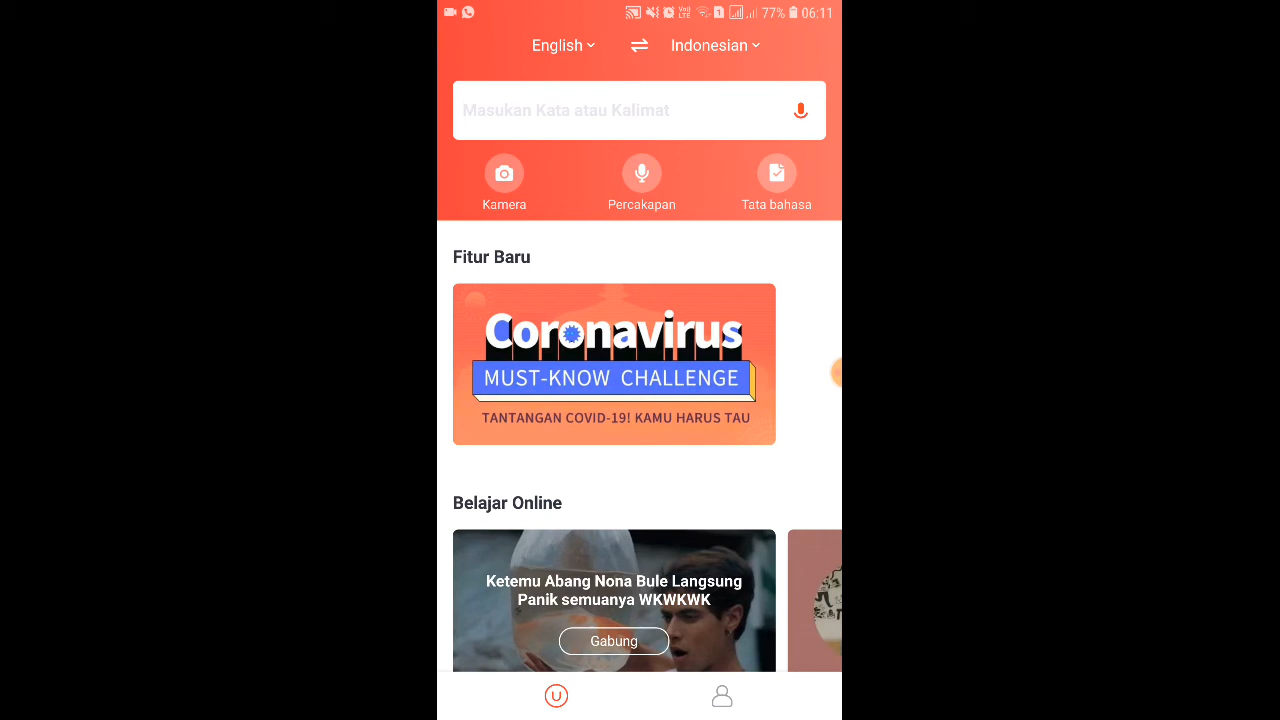 77% 06:11
English Indonesian
Masukan Kata atau Kalimat
Kamera Percakapan Tata bahasa
Fitur Baru
Coronavirus
MUST-KNOW CHALLENGE
TANTANGAN COVID-19! KAMU HARUS TAU
Belajar Online
Ketemu Abang Nona Bule Langsung
Panik semuanya WKWKWK
Gabung